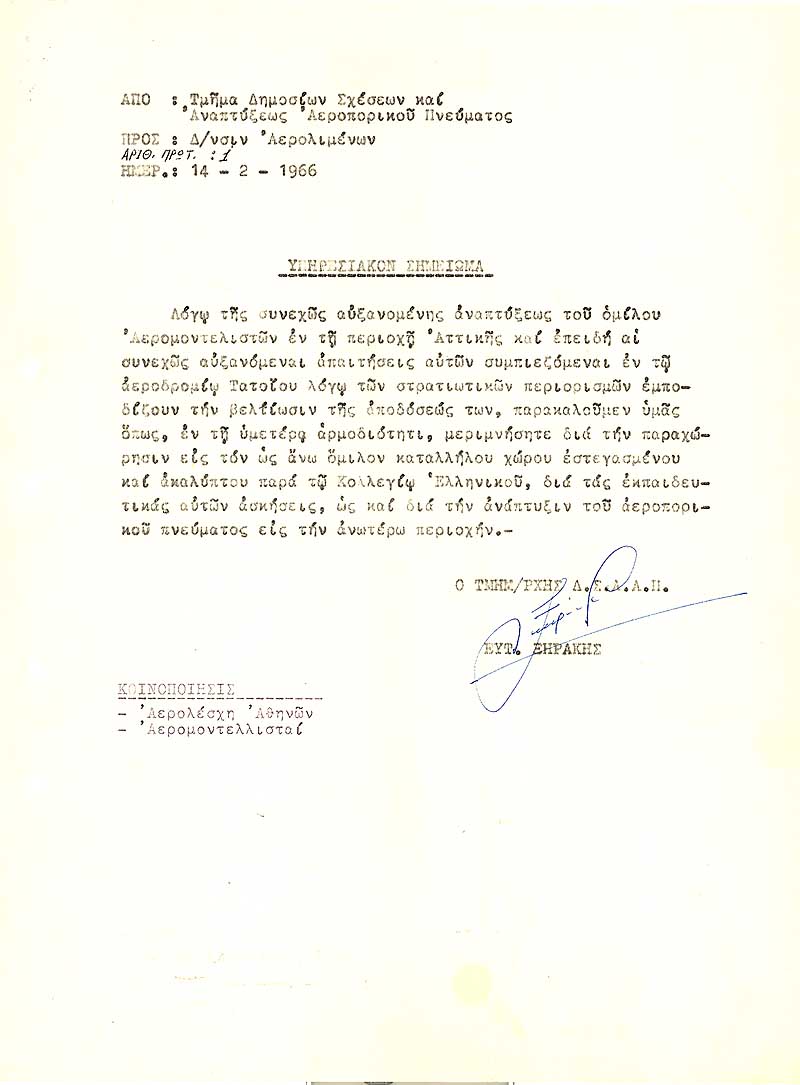 ΑΠΟ : Τμῆμα Δημοσίων Σχέσεων καί
Ἀναπτύξεως Ἀεροπορικοῦ Πνεύματος
ΠΡΟΣ : Δ/νσιν Ἀερολιμένων
ΑΡΙΘ. ΠΡΩΤ. : 1
ΗΜΕΡ.: 14 - 2 - 1966
ΥΠΗΡΕΣΙΑΚΟΝ ΣΗΜΕΙΩΜΑ
Λόγῳ τῆς συνεχῶς αὐξανομένης ἀναπτύξεως τοῦ ὁμίλου
Ἀερομοντελιστῶν ἐν τῇ περιοχῇ Ἀττικῆς καί ἐπειδή αἱ
συνεχῶς αὐξανόμεναι ἀπαιτήσεις αὐτῶν συμπιεζόμεναι ἐν τῷ
ἀεροδρομίῳ Τατοΐου λόγῳ τῶν στρατιωτικῶν περιορισμῶν ἐμπο-
δίζουν τήν βελτίωσιν τῆς ἀποδόσεώς των, παρακαλοῦμεν ὑμᾶς
ὅπως, ἐν τῇ ὑμετέρᾳ ἁρμοδιότητι, μεριμνήσητε διά τήν παραχώ-
ρησιν εἰς τόν ὡς ἄνω ὅμιλον καταλλήλου χώρου ἐστεγασμένου
καί ἀκαλύπτου παρά τῷ Κολλεγίῳ Ἑλληνικοῦ, διά τάς ἐκπαιδευ-
τικάς αὐτῶν ἀσκήσεις, ὡς καί διά τήν ἀνάπτυξιν τοῦ ἀεροπορι-
κοῦ πνεύματος εἰς τήν ἀνωτέρω περιοχήν.-
Ο ΤΜΗΜ/ΡΧΗΣ Δ.Σ.Α.Α.Π.
ΕΥΤ. ΞΗΡΑΚΗΣ
ΚΟΙΝΟΠΟΙΗΣΙΣ
- Ἀερολέσχη Ἀθηνῶν
- Ἀερομοντελλισταί